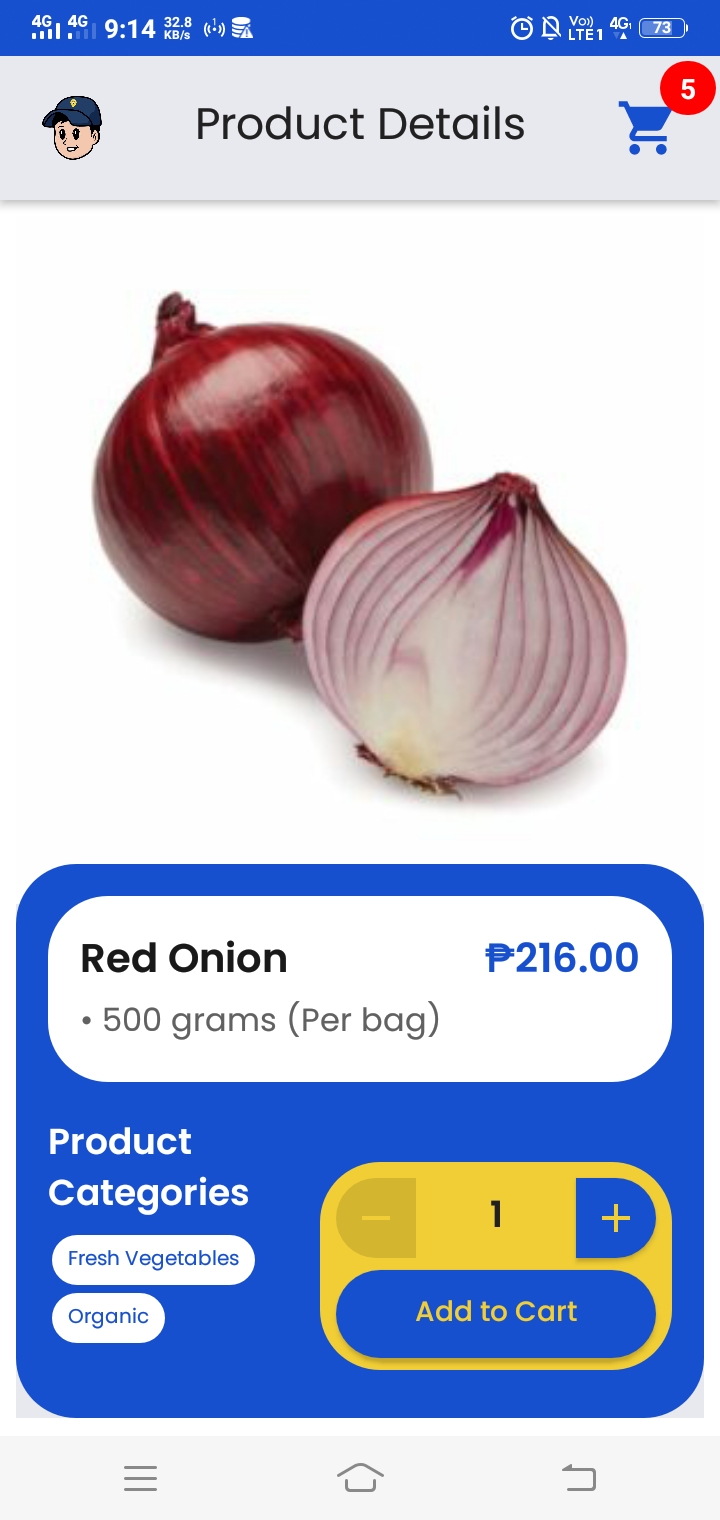 4G 4G 9:14 32.8 KB/s Vo)) LTE1 4G 73
5
Product Details
Red Onion ₱216.00
• 500 grams (Per bag)
Product
Categories
1
Fresh Vegetables
Organic
Add to Cart